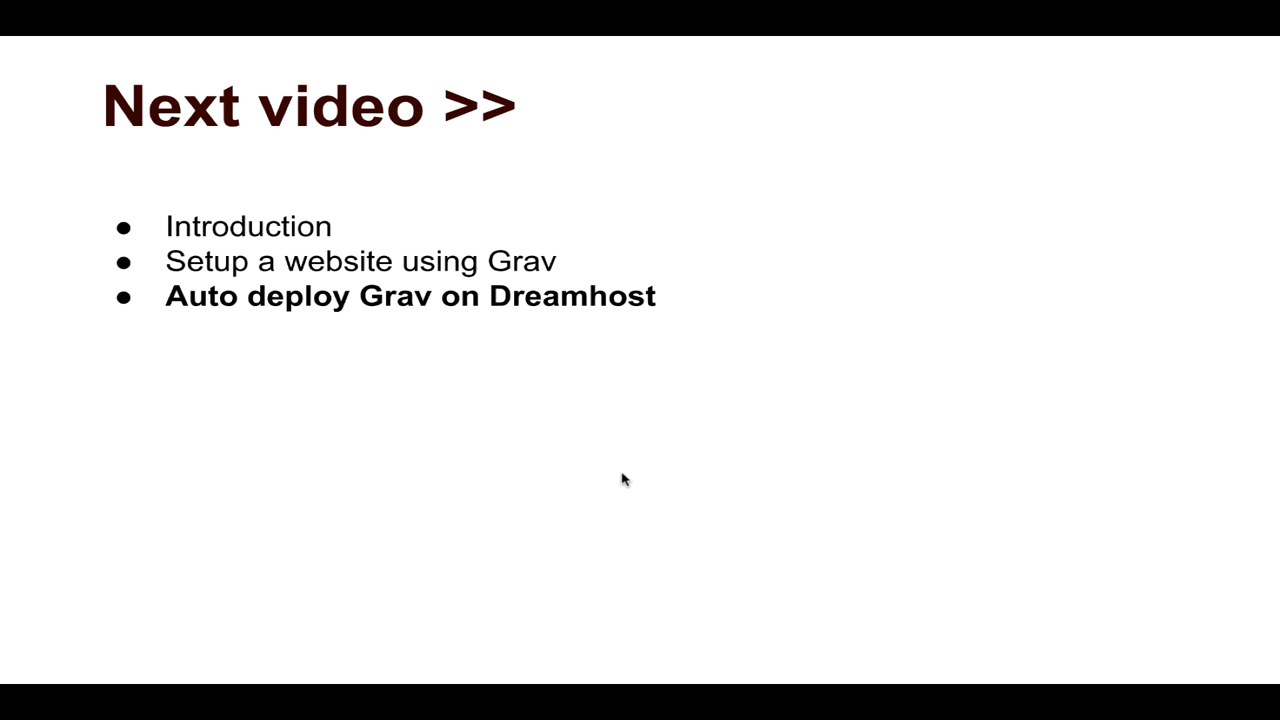 Next video >>
● Introduction
● Setup a website using Grav
● Auto deploy Grav on Dreamhost